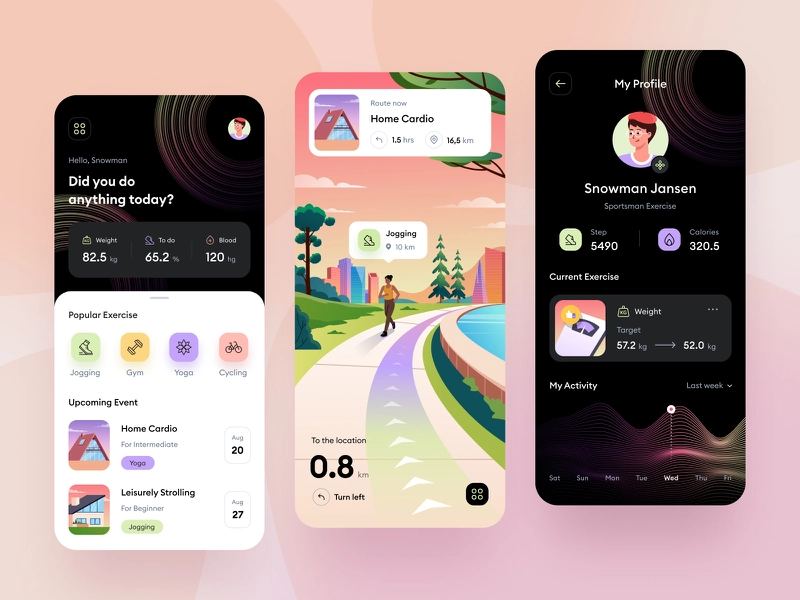 Hello, Snowman
Did you do
anything today?
Weight
To do
Blood
82.5 kg
65.2 %
120 hg
Popular Exercise
Jogging
Gym
Yoga
Cycling
Upcoming Event
Home Cardio
For Intermediate
Yoga
Aug
20
Leisurely Strolling
For Beginner
Jogging
Aug
27
Route now
Home Cardio
1.5 hrs
16,5 km
Jogging
10 km
To the location
0.8 km
Turn left
My Profile
Snowman Jansen
Sportsman Exercise
Step
5490
Calories
320.5
Current Exercise
KG
Weight
Target
57.2 kg
52.0 kg
My Activity
Last week
Sat
Sun
Mon
Tue
Wed
Thu
Fri